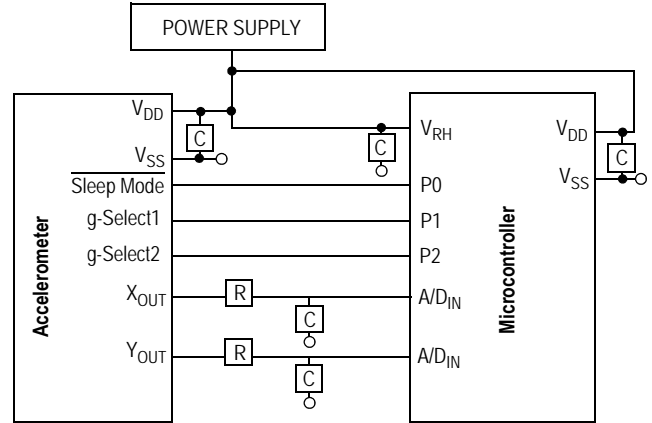 POWER SUPPLY
Accelerometer
VDD
C
VSS
Sleep Mode
g-Select1
g-Select2
XOUT
R
C
YOUT
R
C
C
VRH
P0
P1
P2
A/DIN
A/DIN
Microcontroller
VDD
C
VSS